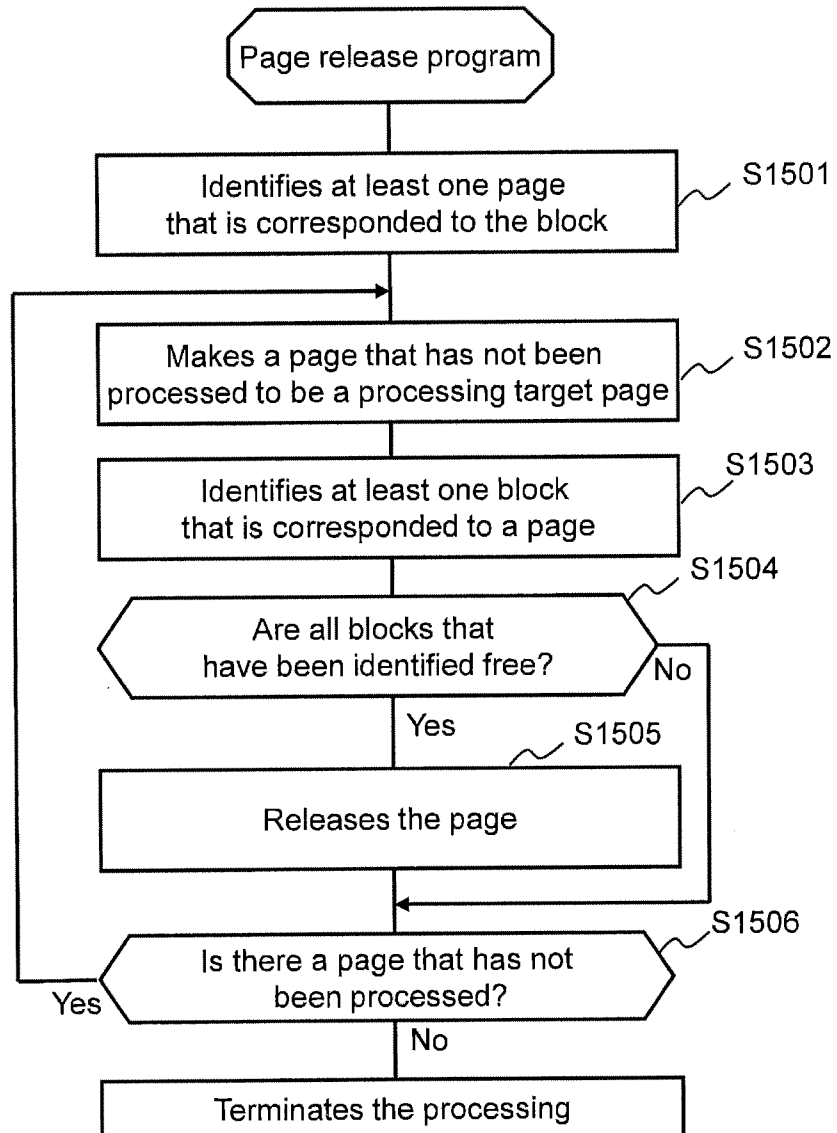 Page release program
S1501
Identifies at least one page
that is corresponded to the block
S1502
Makes a page that has not been
processed to be a processing target page
S1503
Identifies at least one block
that is corresponded to a page
S1504
Are all blocks that
have been identified free?
No
Yes
S1505
Releases the page
S1506
Is there a page that has not
been processed?
Yes
No
Terminates the processing